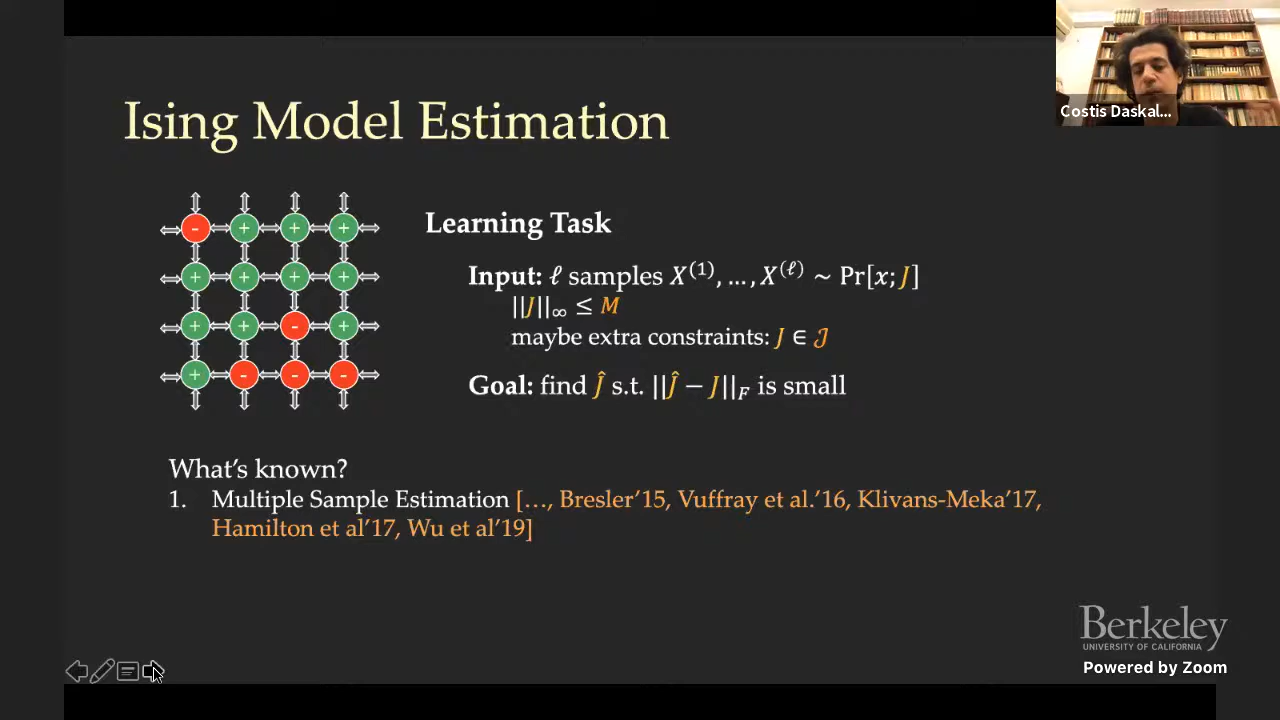 Ising Model Estimation
Costis Daskal...
- + + +
+ + + +
+ + - +
+ - - -
Learning Task
Input: ℓ samples X⁽¹⁾, …, X⁽ℓ⁾ ~ Pr[x; J]
||J||∞ ≤ M
maybe extra constraints: J ∈ 𝒥
Goal: find Ĵ s.t. ||Ĵ − J||_F is small
What's known?
1. Multiple Sample Estimation […, Bresler'15, Vuffray et al.'16, Klivans-Meka'17,
Hamilton et al'17, Wu et al'19]
Berkeley
UNIVERSITY OF CALIFORNIA
Powered by Zoom